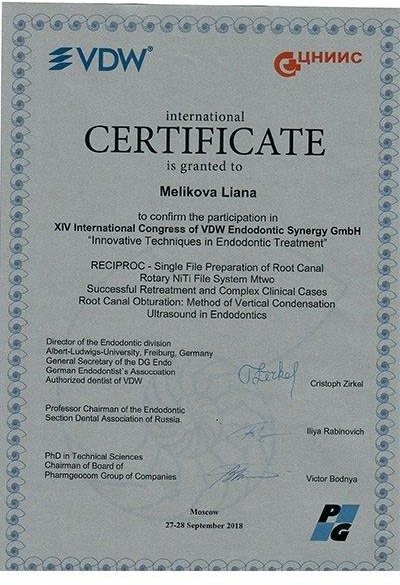 VDW®
ЦНИИС
international
CERTIFICATE
is granted to
Melikova Liana
to confirm the participation in
XIV International Congress of VDW Endodontic Synergy GmbH
"Innovative Techniques in Endodontic Treatment"
RECIPROC - Single File Preparation of Root Canal
Rotary NiTi File System Mtwo
Successful Retreatment and Complex Clinical Cases
Root Canal Obturation: Method of Vertical Condensation
Ultrasound in Endodontics
Director of the Endodontic division
Albert-Ludwigs-University, Freiburg, Germany
General Secretary of the DG Endo
German Endodontist´s Assocoation
Authorized dentist of VDW
Cristoph Zirkel
Professor Chairman of the Endodontic
Section Dental Association of Russia.
Iliya Rabinovich
PhD in Technical Sciences
Chairman of Board of
Pharmgeocom Group of Companies
Victor Bodnya
Moscow
27-28 September 2018
PG